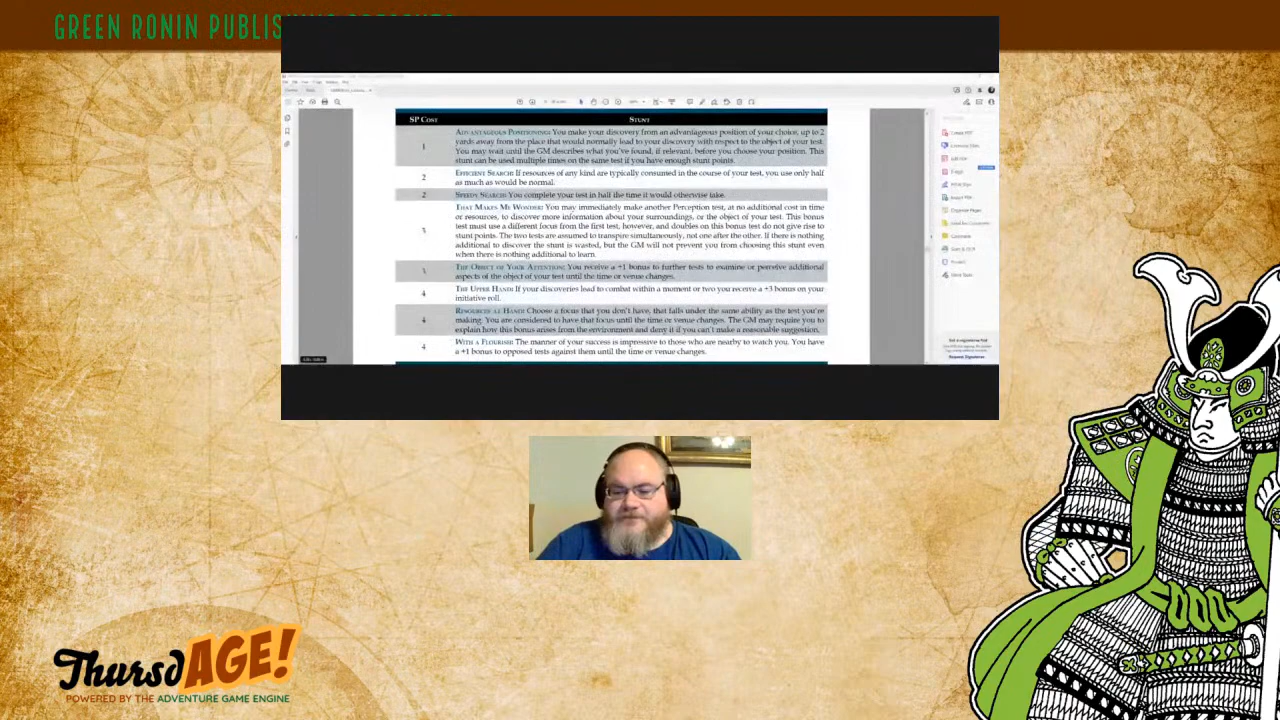 GREEN RONIN PUBLIS
SP COST STUNT
1 ADVANTAGEOUS POSITIONING: You make your discovery from an advantageous position of your choice, up to 2
yards away from the place that would normally lead to your discovery with respect to the object of your test.
You may wait until the GM describes what you've found, if relevant, before you choose your position. This
stunt can be used multiple times on the same test if you have enough stunt points.
2 EFFICIENT SEARCH: If resources of any kind are typically consumed in the course of your test, you use only half
as much as would be normal.
2 SPEEDY SEARCH: You complete your test in half the time it would otherwise take.
3 THAT MAKES ME WONDER: You may immediately make another Perception test, at no additional cost in time
or resources, to discover more information about your surroundings, or the object of your test. This bonus
test must use a different focus from the first test, however, and doubles on this bonus test do not give rise to
stunt points. The two tests are assumed to transpire simultaneously, not one after the other. If there is nothing
additional to discover the stunt is wasted, but the GM will not prevent you from choosing this stunt even
when there is nothing additional to learn.
3 THE OBJECT OF YOUR ATTENTION: You receive a +1 bonus to further tests to examine or perceive additional
aspects of the object of your test until the time or venue changes.
4 THE UPPER HAND: If your discoveries lead to combat within a moment or two you receive a +3 bonus on your
initiative roll.
4 RESOURCES AT HAND: Choose a focus that you don't have, that falls under the same ability as the test you're
making. You are considered to have that focus until the time or venue changes. The GM may require you to
explain how this bonus arises from the environment and deny it if you can't make a reasonable suggestion.
4 WITH A FLOURISH: The manner of your success is impressive to those who are nearby to watch you. You have
a +1 bonus to opposed tests against them until the time or venue changes.
Create PDF
Edit PDF
Export PDF
Organize Pages
Comment
Protect
More Tools
Request Signatures
ThursdAGE!
POWERED BY THE ADVENTURE GAME ENGINE